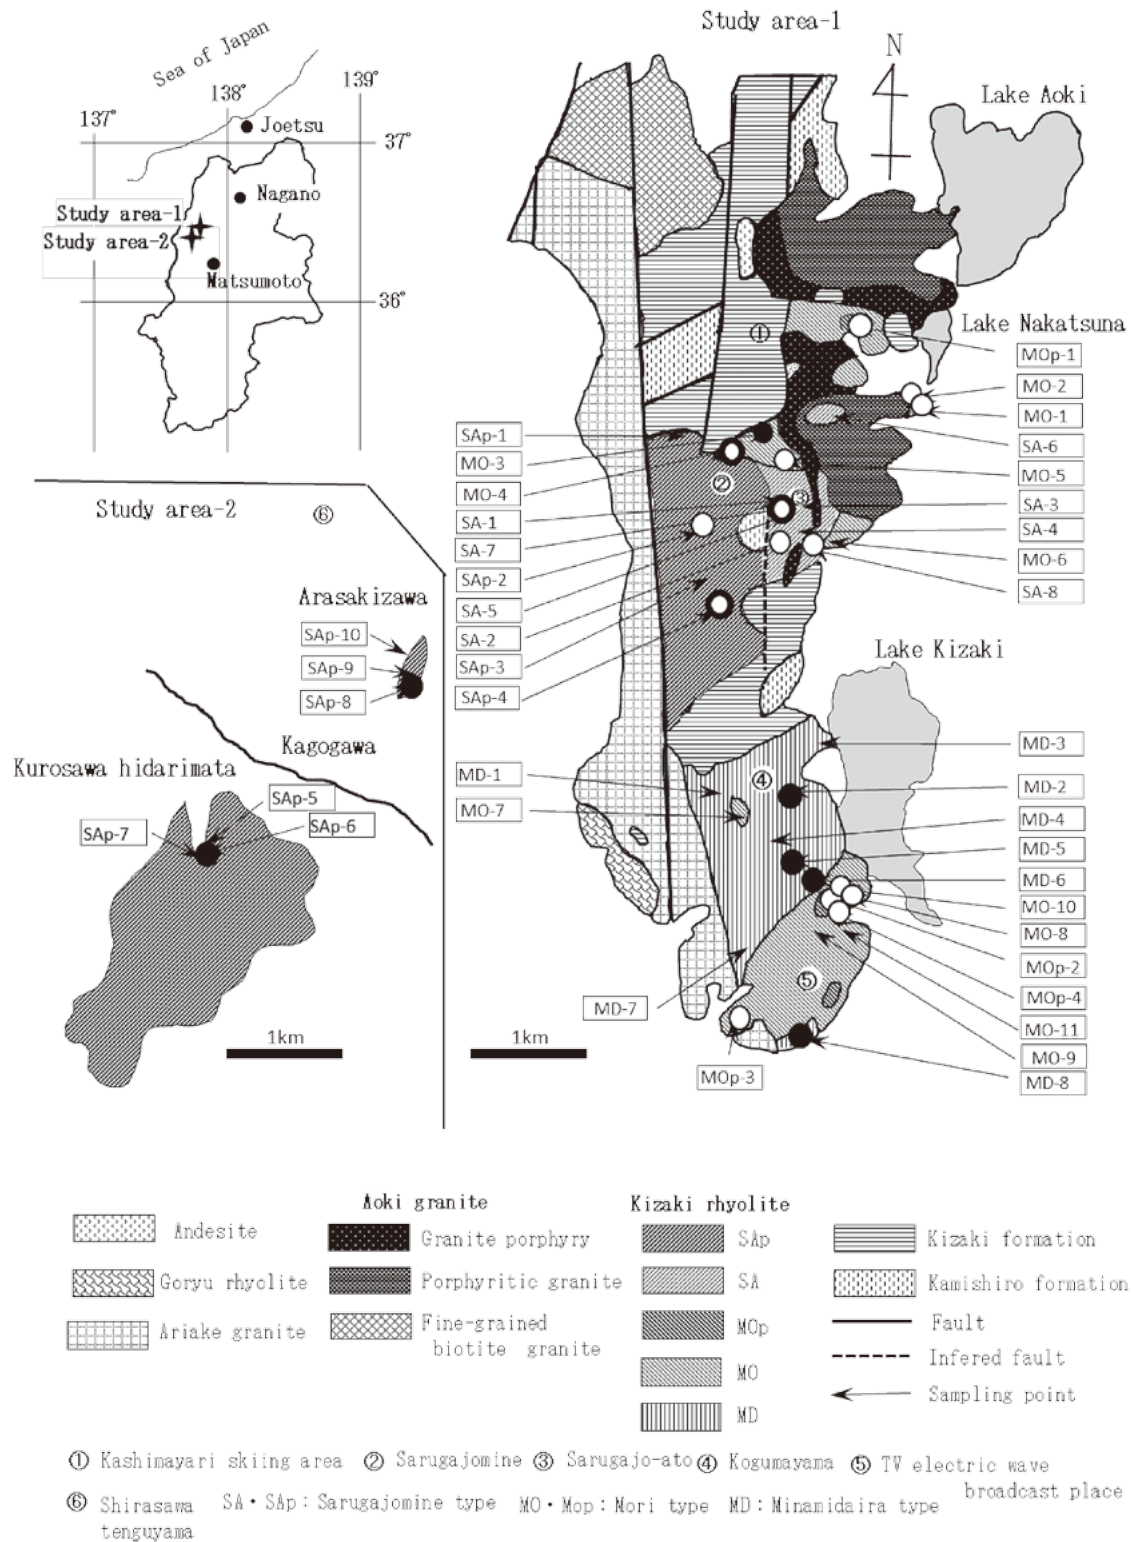 Study area-1
Sea of Japan
N
139°
138°
137°
Lake Aoki
Joetsu
37°
Nagano
Study area-1
Study area-2
Matsumoto
36°
Lake Nakatsuna
①
MOp-1
MO-2
MO-1
SA-6
MO-5
SA-3
SA-4
MO-6
SA-8
SAp-1
MO-3
MO-4
SA-1
SA-7
SAp-2
SA-5
SA-2
SAp-3
SAp-4
②
③
Study area-2
⑥
Arasakizawa
SAp-10
SAp-9
SAp-8
Kagogawa
Kurosawa hidarimata
SAp-5
SAp-6
SAp-7
1km
Lake Kizaki
MD-1
MO-7
④
MD-3
MD-2
MD-4
MD-5
MD-6
MO-10
MO-8
MOp-2
MOp-4
MO-11
MO-9
MD-8
⑤
MD-7
1km
MOp-3
Andesite
Goryu rhyolite
Ariake granite
Aoki granite
Granite porphyry
Porphyritic granite
Fine-grained
biotite granite
Kizaki rhyolite
SAp
SA
MOp
MO
MD
Kizaki formation
Kamishiro formation
Fault
Infered fault
Sampling point
① Kashimayari skiing area ② Sarugajomine ③ Sarugajo-ato ④ Kogumayama ⑤ TV electric wave
broadcast place
⑥ Shirasawa
tenguyama
SA・SAp：Sarugajomine type MO・Mop：Mori type MD：Minamidaira type